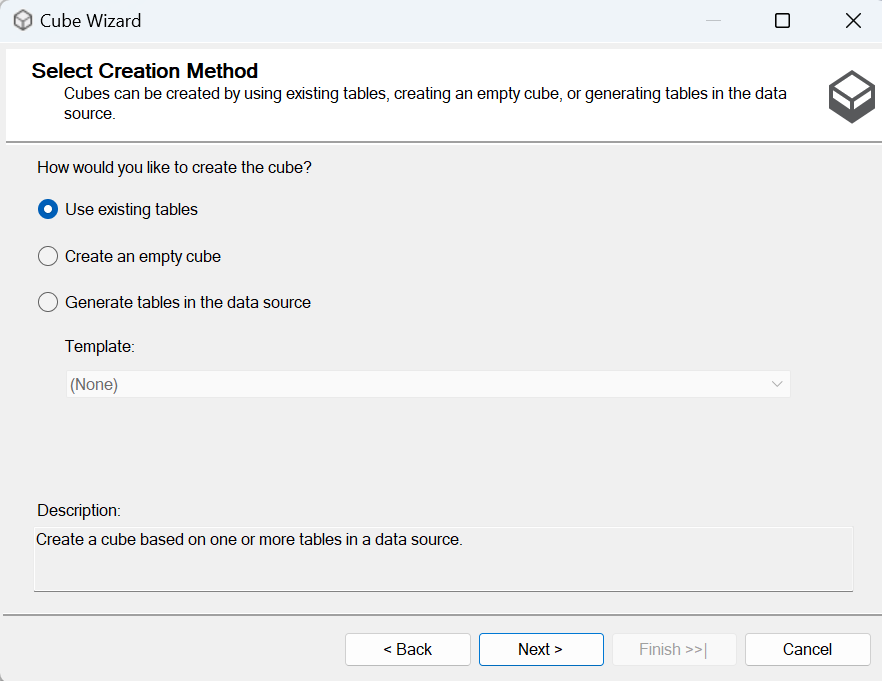 Cube Wizard
Select Creation Method
Cubes can be created by using existing tables, creating an empty cube, or generating tables in the data
source.
How would you like to create the cube?
Use existing tables
Create an empty cube
Generate tables in the data source
Template:
(None)
Description:
Create a cube based on one or more tables in a data source.
< Back
Next >
Finish >>|
Cancel